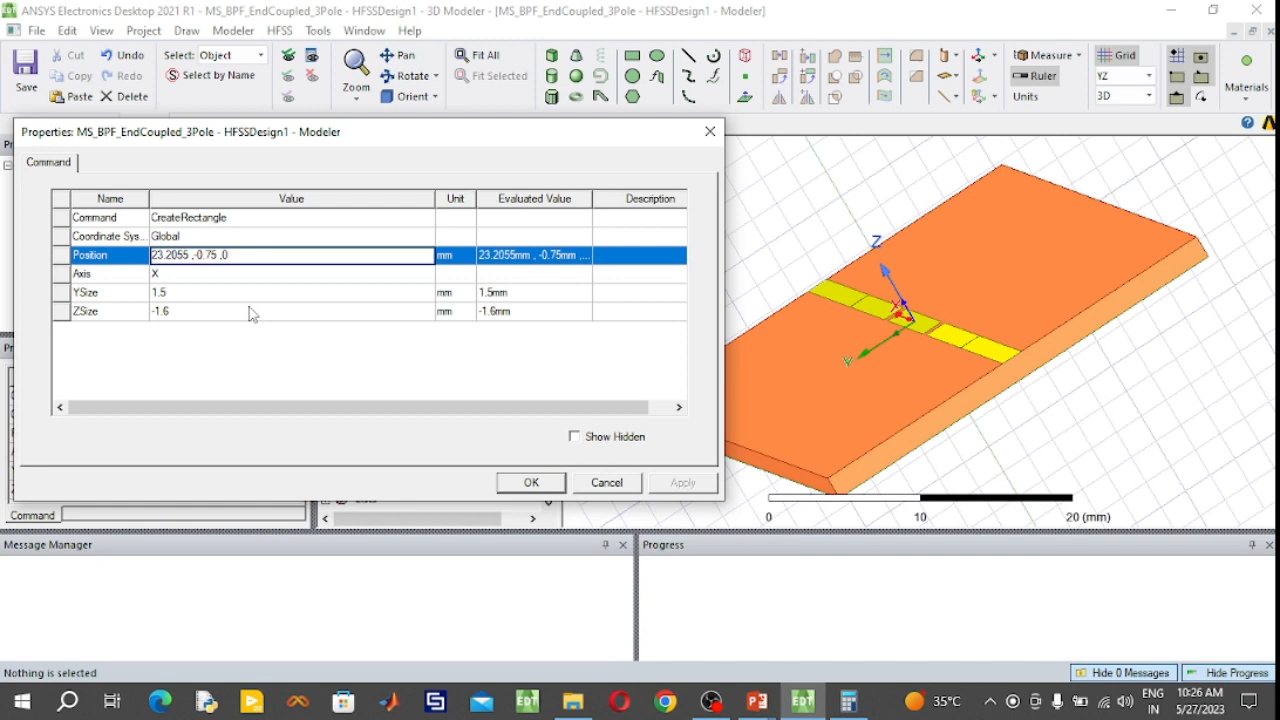 ANSYS Electronics Desktop 2021 R1 - MS_BPF_EndCoupled_3Pole - HFSSDesign1 - 3D Modeler - [MS_BPF_EndCoupled_3Pole - HFSSDesign1 - Modeler]
File Edit View Project Draw Modeler HFSS Tools Window Help
Save
Cut
Copy
Paste
Undo
Redo
Delete
Select: Object
Select by Name
Zoom
Pan
Rotate
Orient
Fit All
Fit Selected
Measure
Ruler
Units
Grid
YZ
3D
Materials
Properties: MS_BPF_EndCoupled_3Pole - HFSSDesign1 - Modeler
Command
Name Value Unit Evaluated Value Description
Command CreateRectangle
Coordinate Sys... Global
Position 23.2055 ,-0.75 ,0 mm 23.2055mm , -0.75mm ,...
Axis X
YSize 1.5 mm 1.5mm
ZSize -1.6 mm -1.6mm
Show Hidden
OK Cancel Apply
Command
Z
X
Y
0 10 20 (mm)
Message Manager
Progress
Nothing is selected
Hide 0 Messages
Hide Progress
35°C
ENG
IN
10:26 AM
5/27/2023